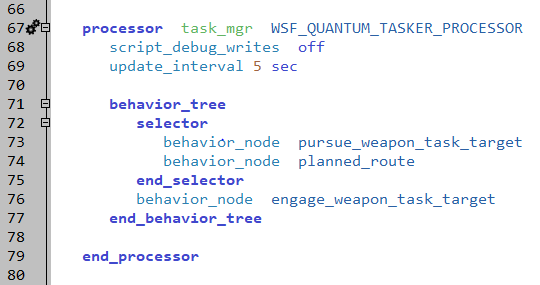 66
67 processor task_mgr WSF_QUANTUM_TASKER_PROCESSOR
68 script_debug_writes off
69 update_interval 5 sec
70
71 behavior_tree
72 selector
73 behavior_node pursue_weapon_task_target
74 behavior_node planned_route
75 end_selector
76 behavior_node engage_weapon_task_target
77 end_behavior_tree
78
79 end_processor
80